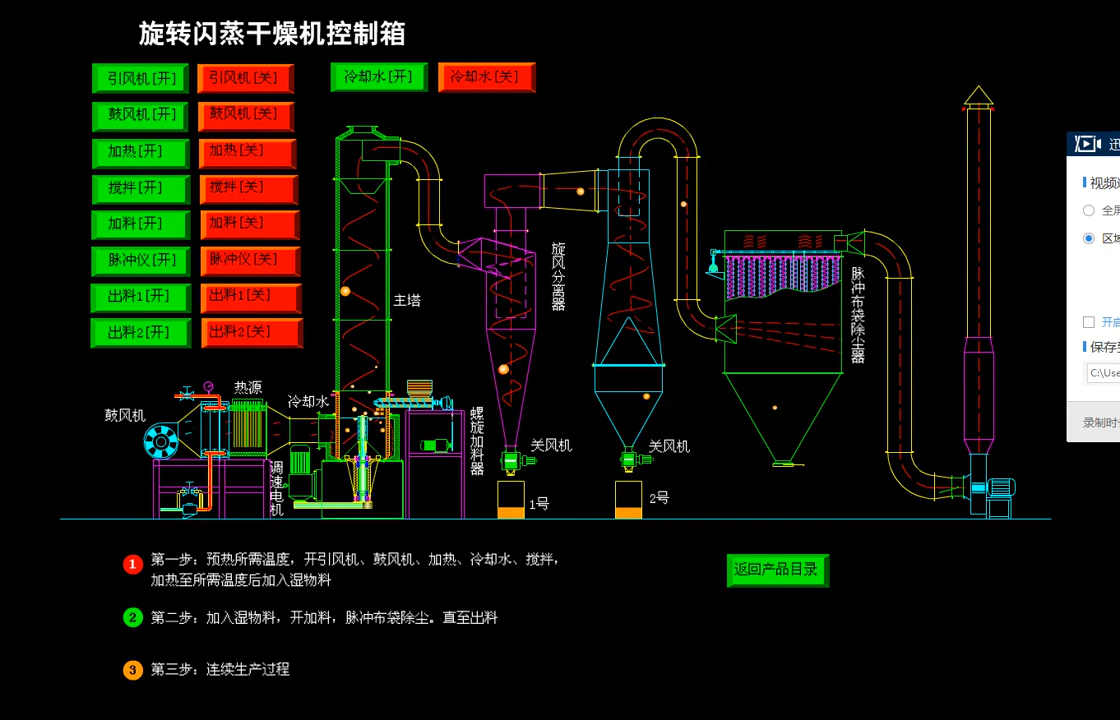 旋转闪蒸干燥机控制箱
引风机[开] 引风机[关] 冷却水[开] 冷却水[关]
鼓风机[开] 鼓风机[关]
加热[开] 加热[关]
搅拌[开] 搅拌[关]
加料[开] 加料[关]
脉冲仪[开] 脉冲仪[关]
出料1[开] 出料1[关]
出料2[开] 出料2[关]
主塔
旋风分离器
脉冲布袋除尘器
热源
冷却水
鼓风机
螺旋加料器
调速电机
关风机
关风机
1号
2号
1 第一步：预热所需温度，开引风机、鼓风机、加热、冷却水、搅拌，
加热至所需温度后加入湿物料
2 第二步：加入湿物料，开加料，脉冲布袋除尘。直至出料
3 第三步：连续生产过程
返回产品目录
迅
视频
全屏
区域
开启
保存至
C:\Use
录制时